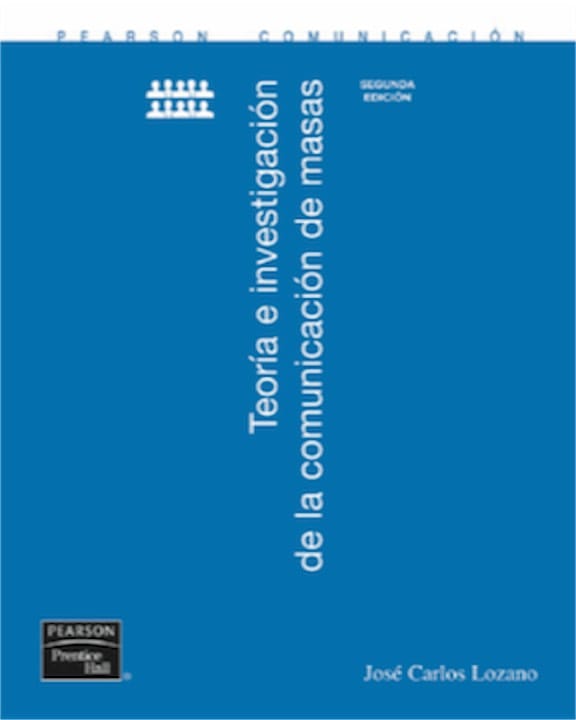 PEARSON COMUNICACIÓN
SEGUNDA
EDICIÓN
Teoría e investigación
de la comunicación de masas
PEARSON
Prentice
Hall
®
José Carlos Lozano